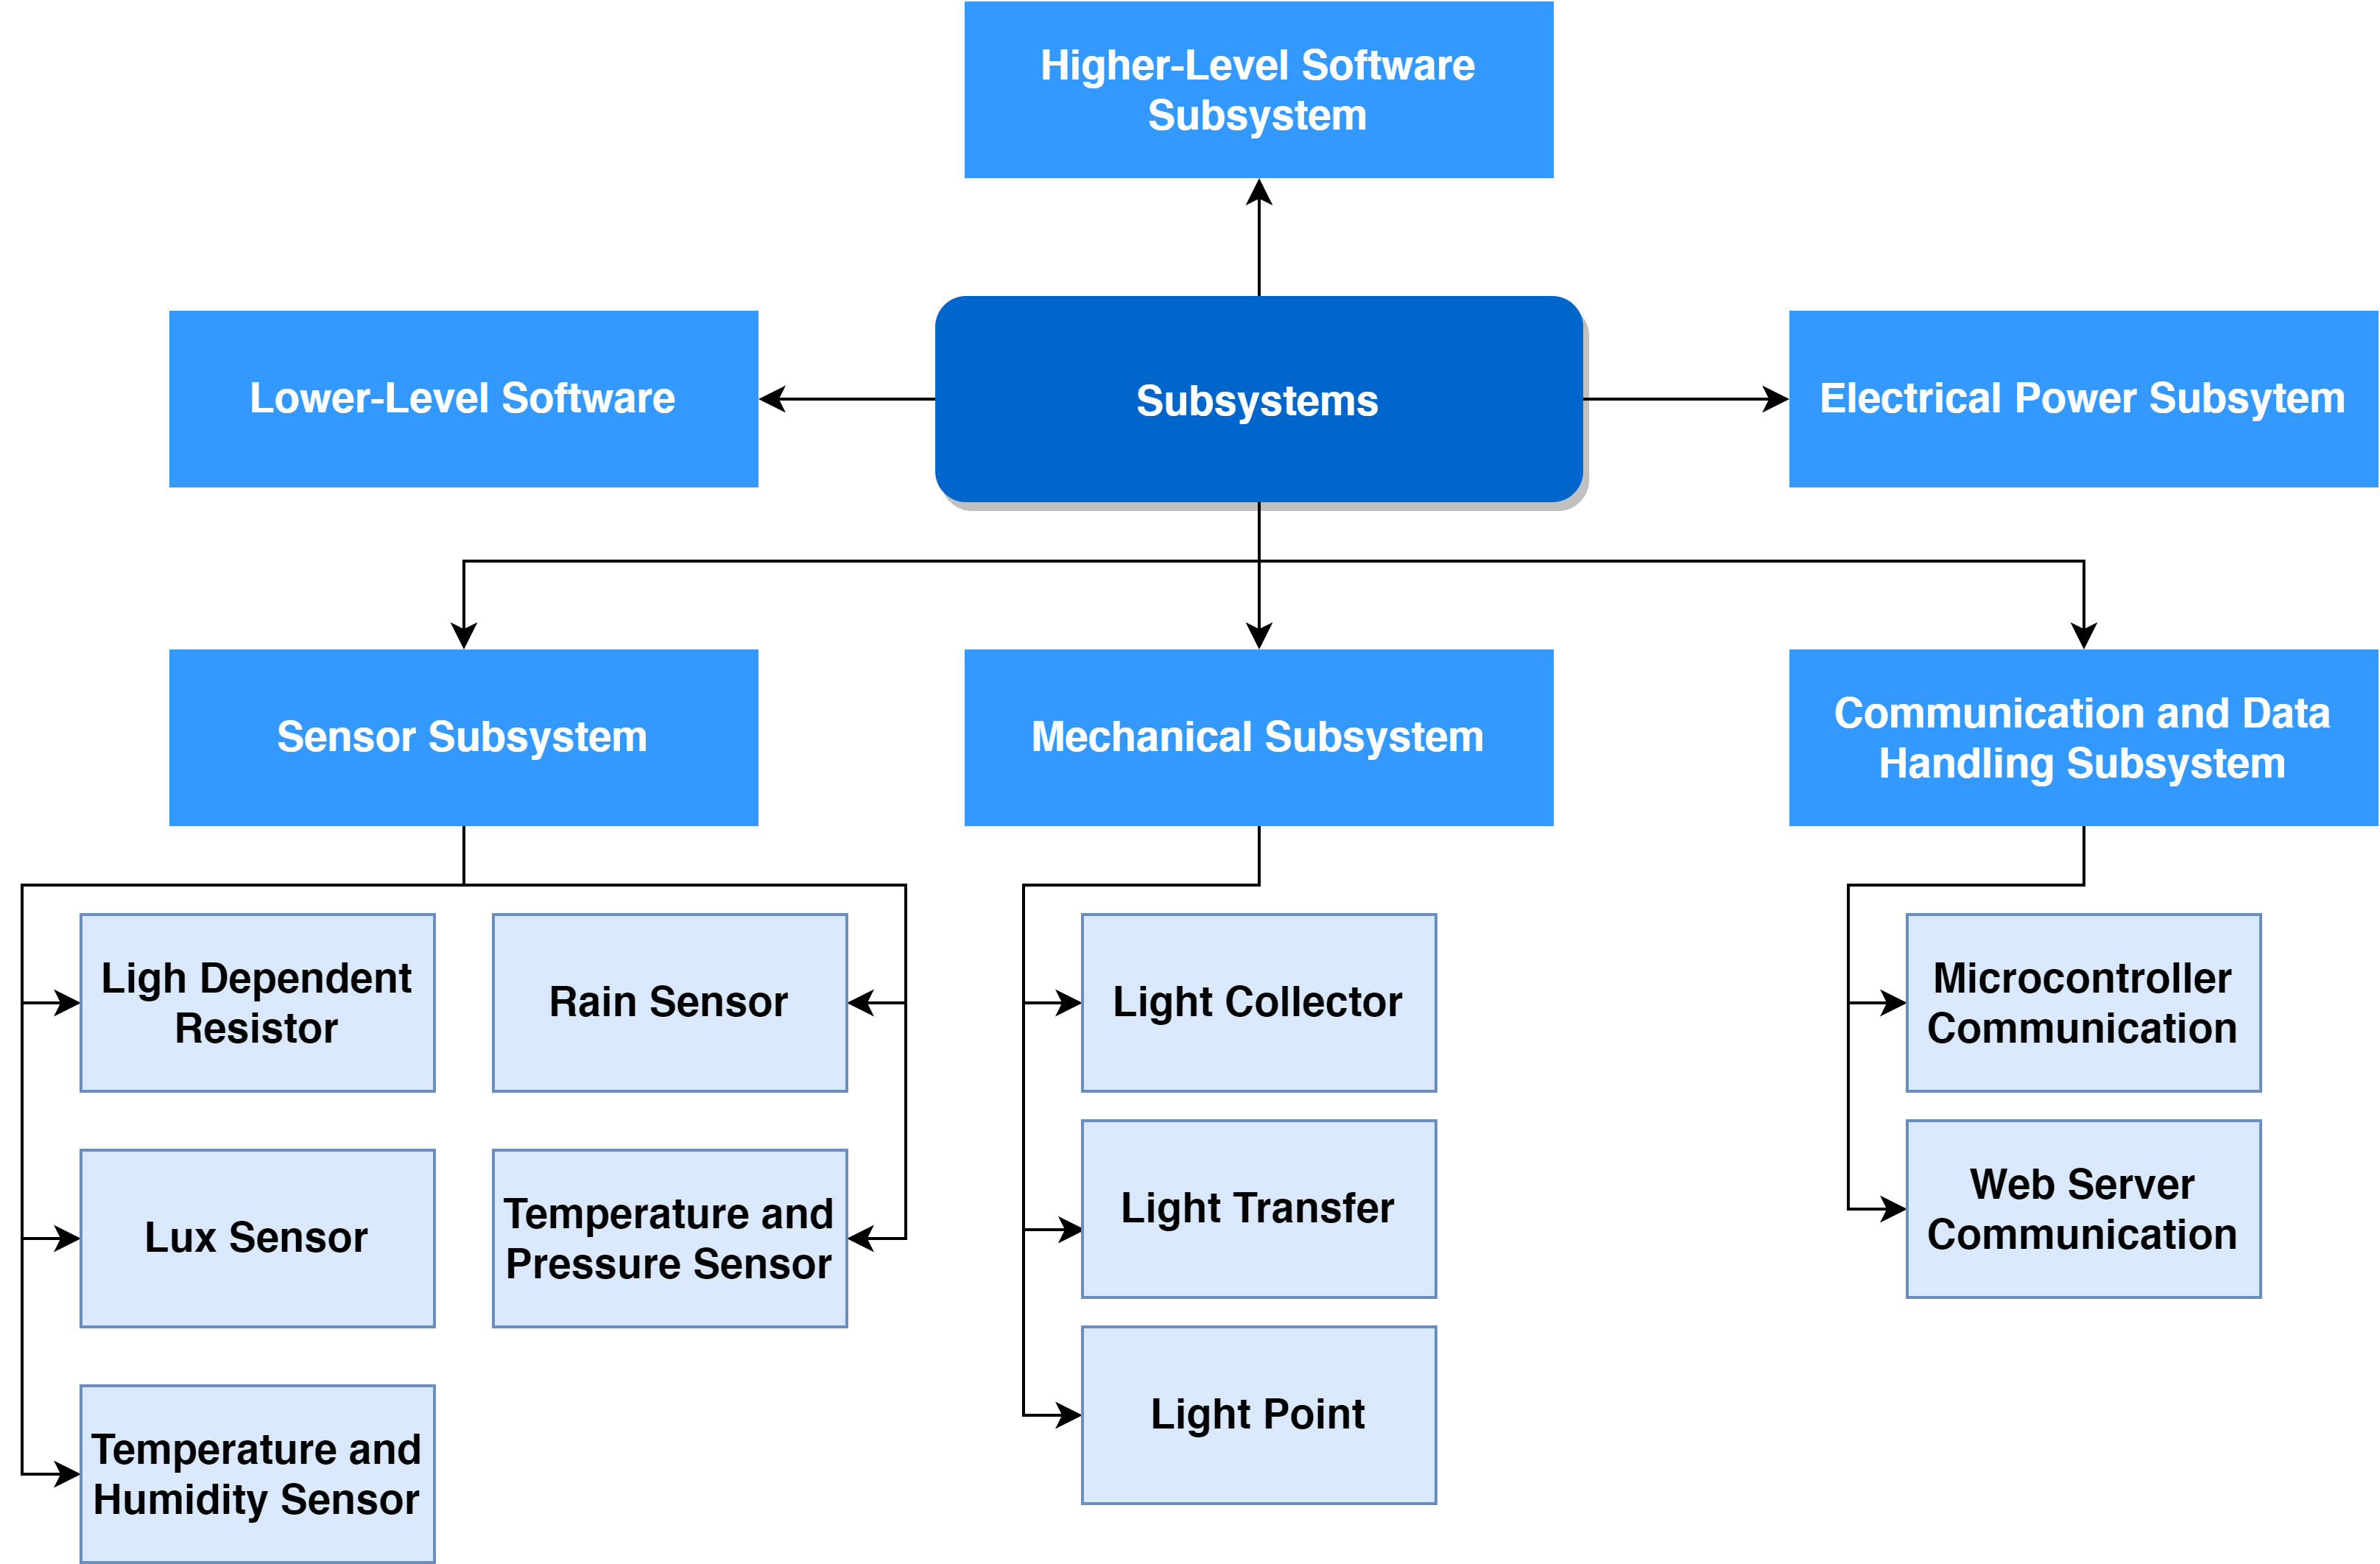 Higher-Level Software
Subsystem
Lower-Level Software
Subsystems
Electrical Power Subsytem
Sensor Subsystem
Mechanical Subsystem
Communication and Data
Handling Subsystem
Ligh Dependent
Resistor
Rain Sensor
Light Collector
Microcontroller
Communication
Lux Sensor
Temperature and
Pressure Sensor
Light Transfer
Web Server
Communication
Temperature and
Humidity Sensor
Light Point